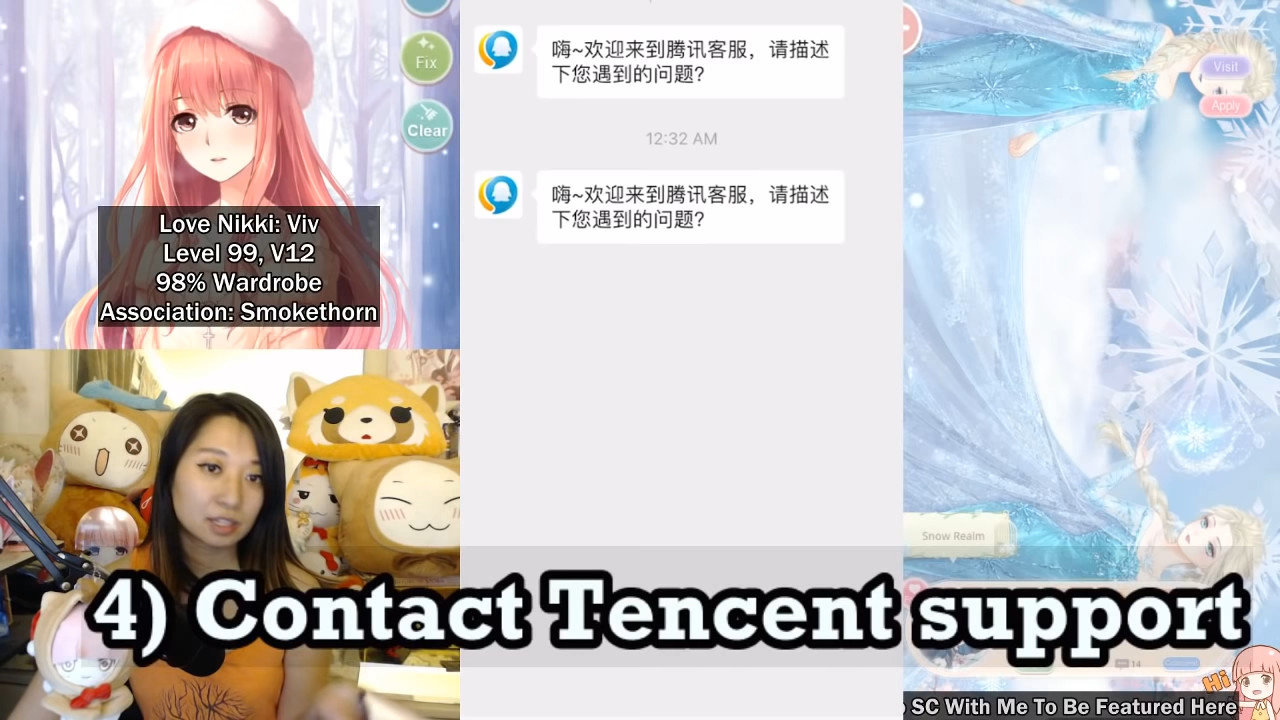 Fix
Clear
Love Nikki: Viv
Level 99, V12
98% Wardrobe
Association: Smokethorn
嗨~欢迎来到腾讯客服，请描述
下您遇到的问题?
12:32 AM
嗨~欢迎来到腾讯客服，请描述
下您遇到的问题?
Visit
Apply
Snow Realm
4) Contact Tencent support
14
Comment
Hi
SC With Me To Be Featured Here